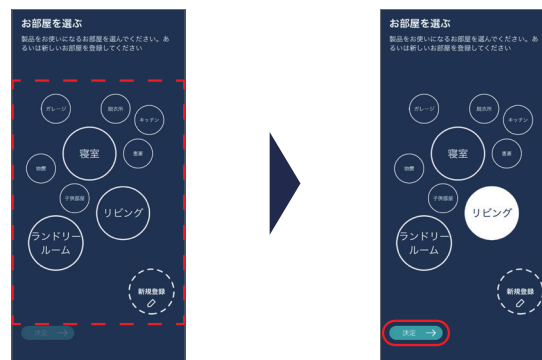 お部屋を選ぶ
製品をお使いになるお部屋を選んでください。あ
るいは新しいお部屋を登録してください
ガレージ
脱衣所
キッチン
寝室
書斎
物置
子供部屋
リビング
ランドリー
ルーム
新規登録
決定
お部屋を選ぶ
製品をお使いになるお部屋を選んでください。あ
るいは新しいお部屋を登録してください
ガレージ
脱衣所
キッチン
寝室
書斎
物置
子供部屋
リビング
ランドリー
ルーム
新規登録
決定